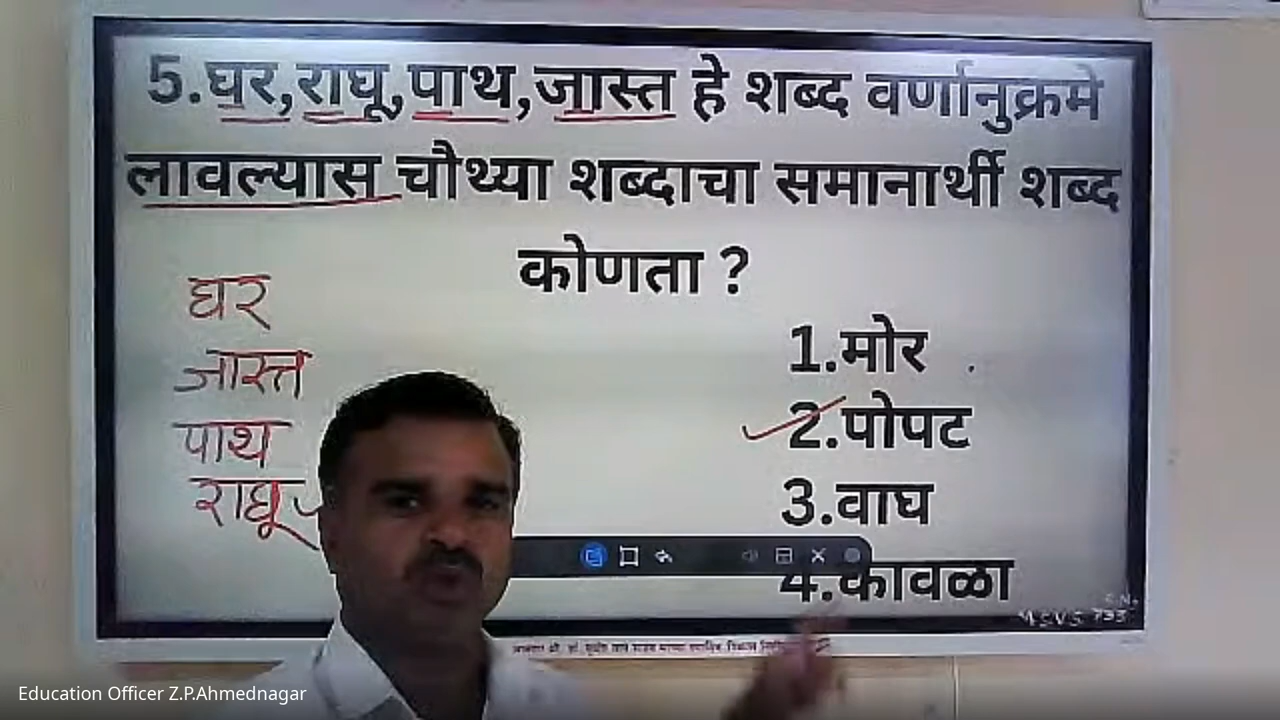 5.घर,राघू,पाथ,जास्त हे शब्द वर्णानुक्रमे
लावल्यास चौथ्या शब्दाचा समानार्थी शब्द
कोणता ?
घर
जास्त
पाथ
राघू
1.मोर
2.पोपट
3.वाघ
4.कावळा
Education Officer Z.P.Ahmednagar